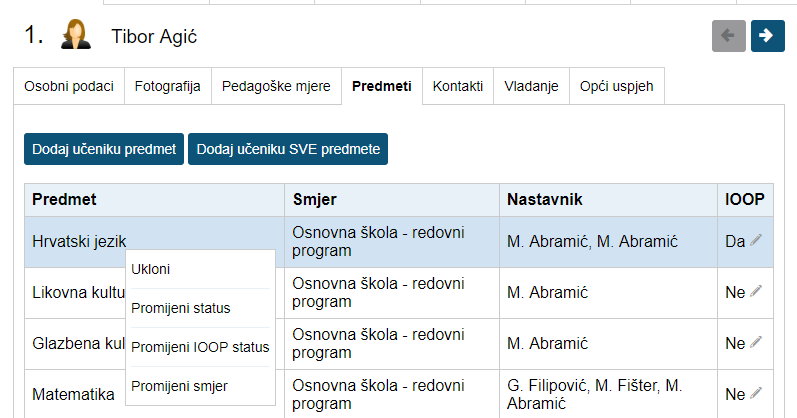 1. Tibor Agić
Osobni podaci Fotografija Pedagoške mjere Predmeti Kontakti Vladanje Opći uspjeh
Dodaj učeniku predmet Dodaj učeniku SVE predmete
Predmet Smjer Nastavnik IOOP
Hrvatski jezik Osnovna škola - redovni program M. Abramić, M. Abramić Da
Likovna kultu Osnovna škola - redovni program M. Abramić Ne
Glazbena kul Osnovna škola - redovni program M. Abramić Ne
Matematika Osnovna škola - redovni program G. Filipović, M. Fišter, M. Abramić Ne
Ukloni
Promijeni status
Promijeni IOOP status
Promijeni smjer